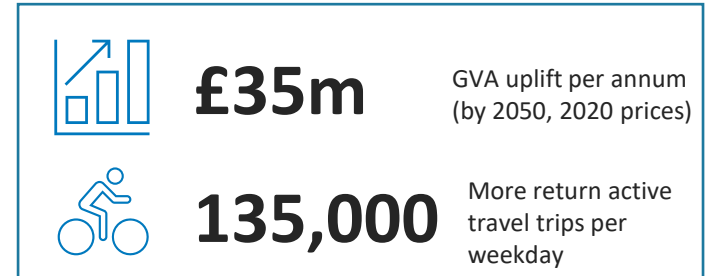 £35m
GVA uplift per annum
(by 2050, 2020 prices)
135,000
More return active
travel trips per
weekday